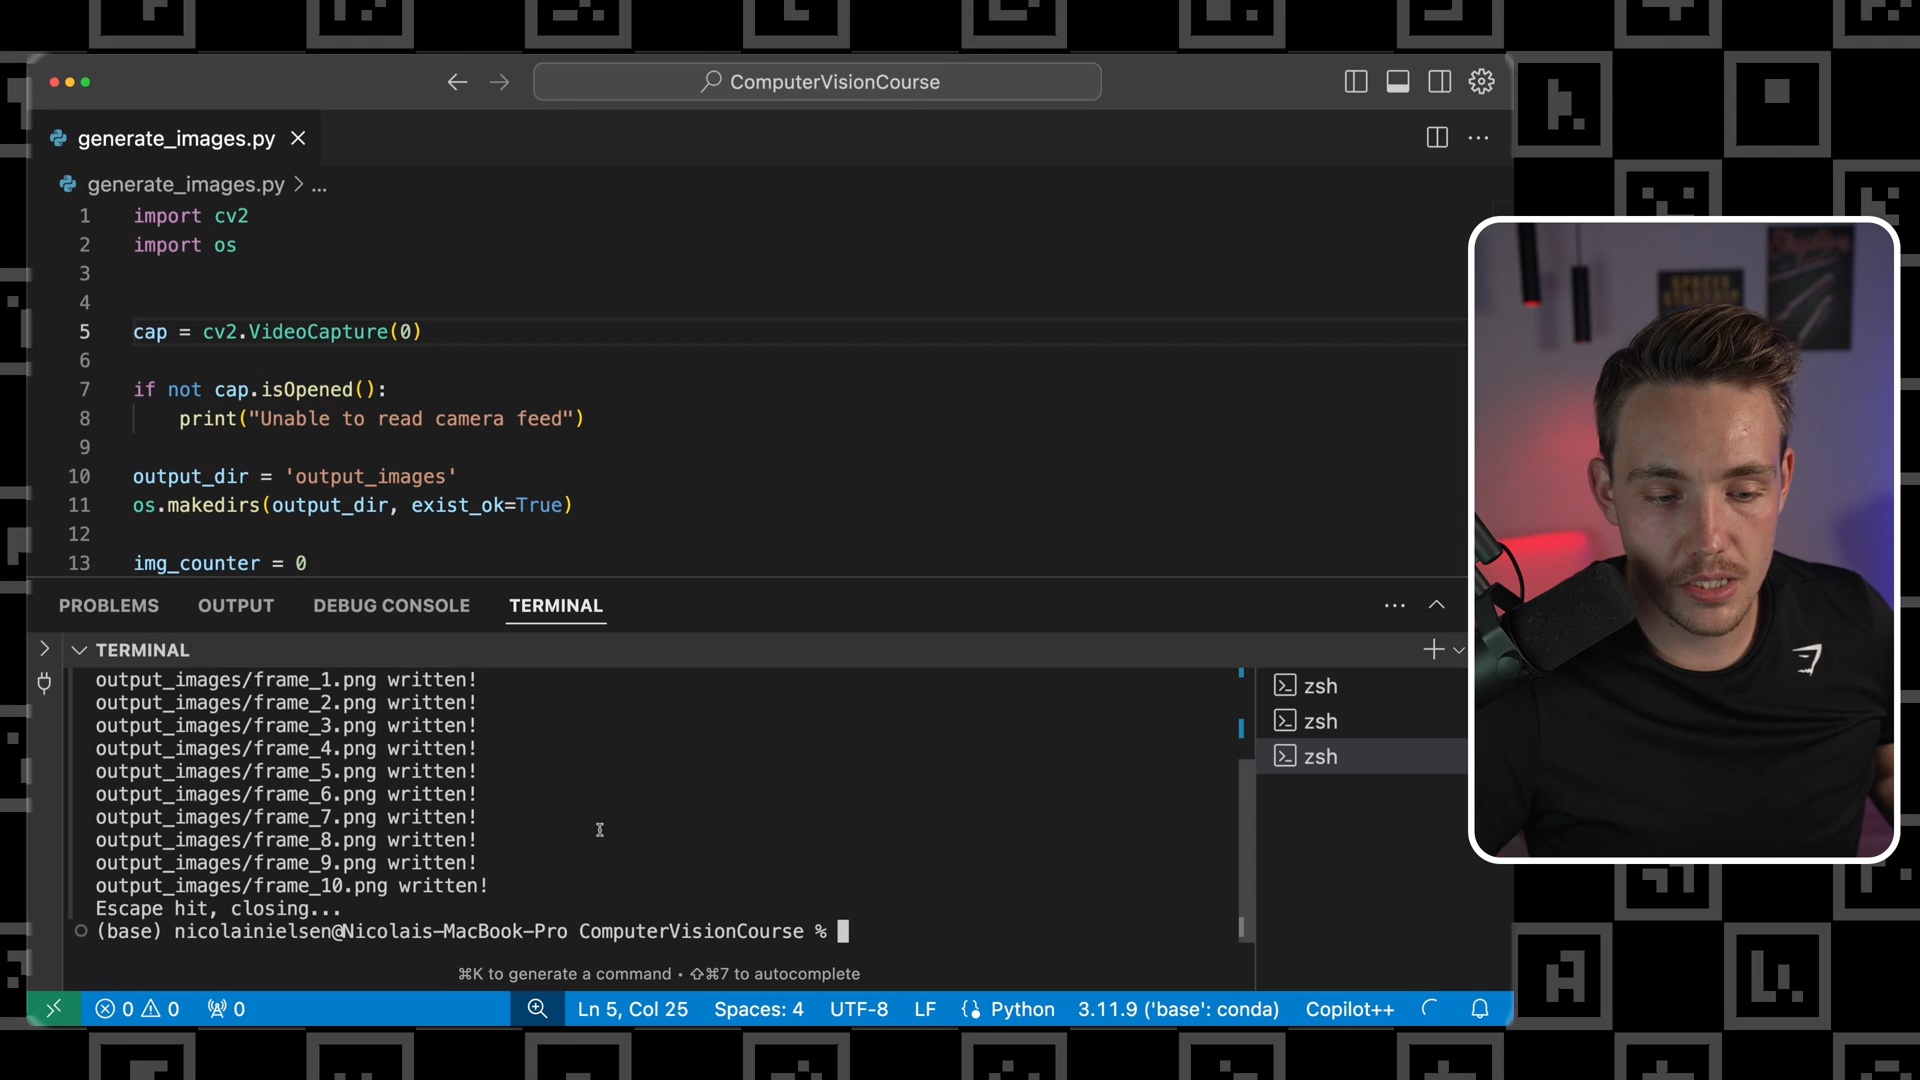 ComputerVisionCourse
generate_images.py
generate_images.py > ...
1 import cv2
2 import os
3
4
5 cap = cv2.VideoCapture(0)
6
7 if not cap.isOpened():
8 print("Unable to read camera feed")
9
10 output_dir = 'output_images'
11 os.makedirs(output_dir, exist_ok=True)
12
13 img_counter = 0
PROBLEMS OUTPUT DEBUG CONSOLE TERMINAL
TERMINAL
output_images/frame_1.png written!
output_images/frame_2.png written!
output_images/frame_3.png written!
output_images/frame_4.png written!
output_images/frame_5.png written!
output_images/frame_6.png written!
output_images/frame_7.png written!
output_images/frame_8.png written!
output_images/frame_9.png written!
output_images/frame_10.png written!
Escape hit, closing...
(base) nicolainielsen@Nicolais-MacBook-Pro ComputerVisionCourse %
zsh
zsh
zsh
⌘K to generate a command • ⇧⌘7 to autocomplete
0 0 0 Ln 5, Col 25 Spaces: 4 UTF-8 LF Python 3.11.9 ('base': conda) Copilot++